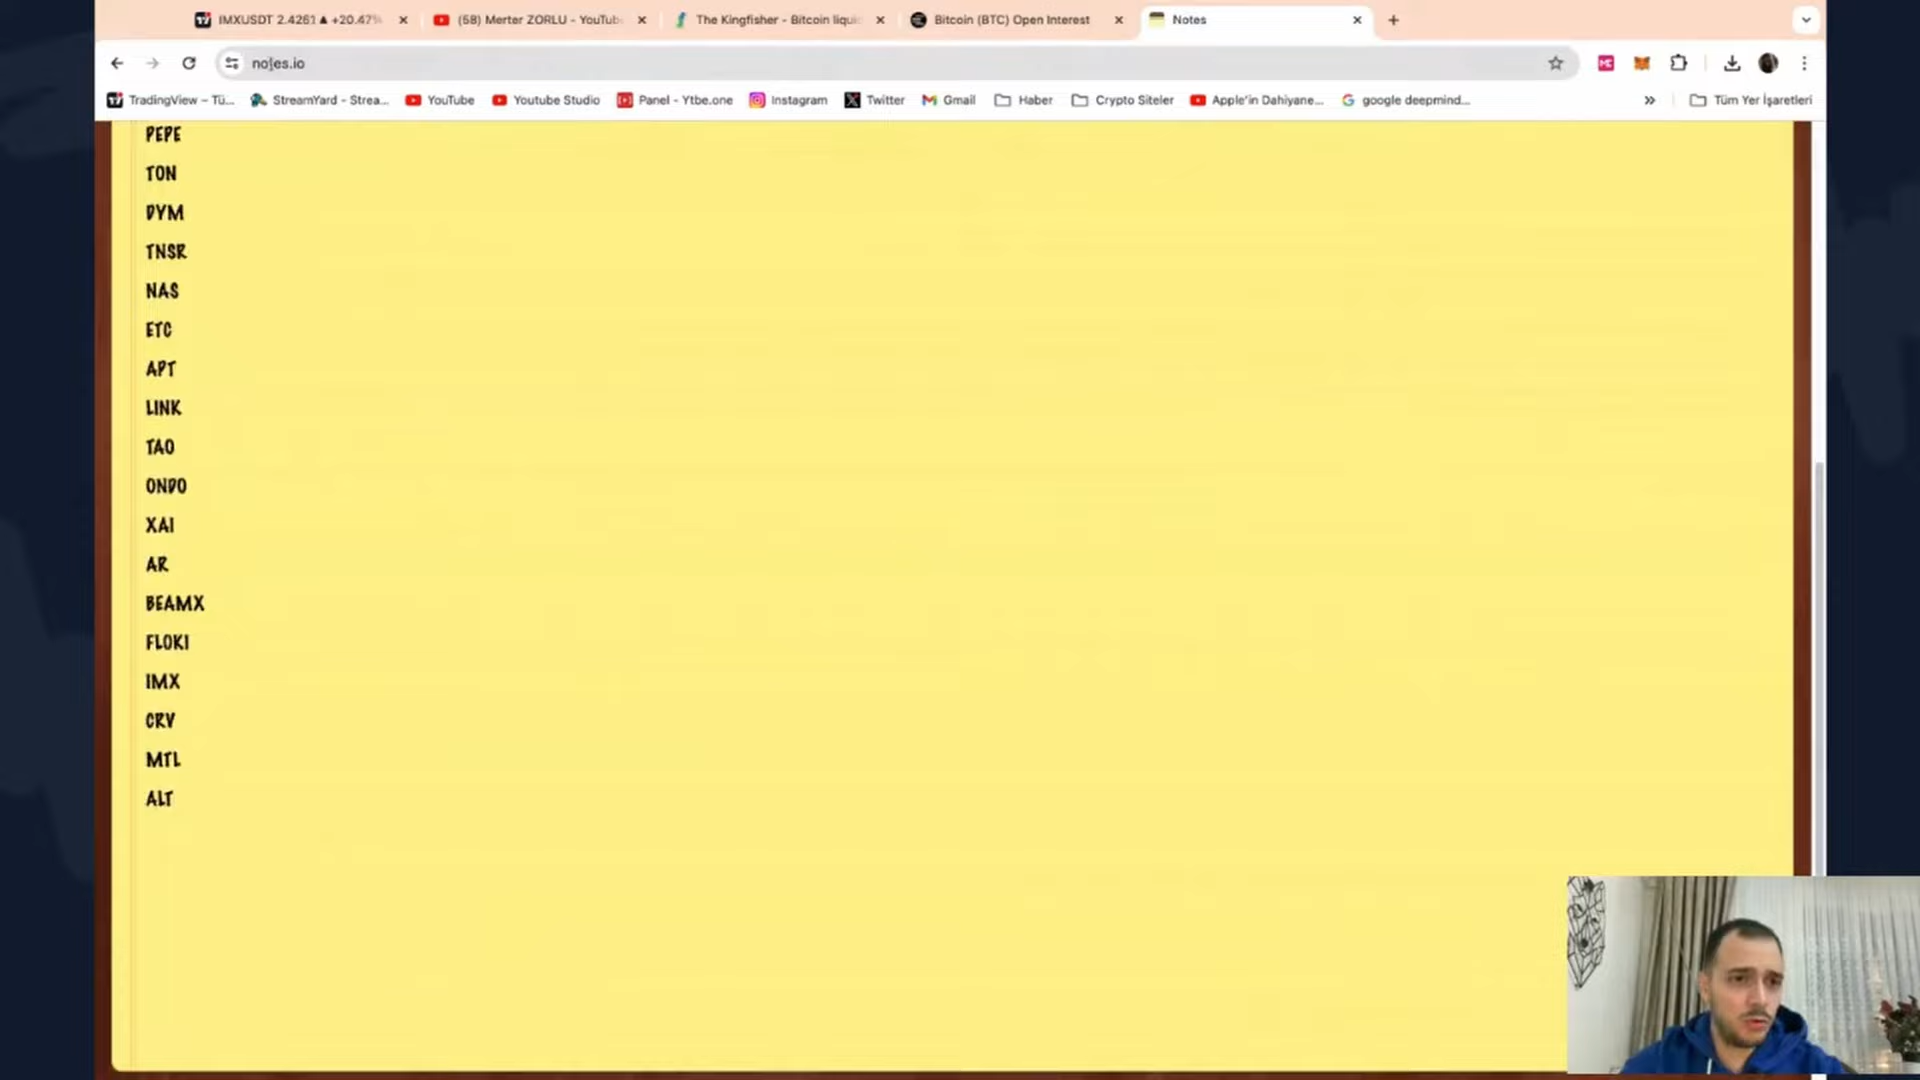 IMXUSDT 2.4261 ▲ +20.47% (58) Merter ZORLU - YouTub The Kingfisher - Bitcoin liqui Bitcoin (BTC) Open Interest Notes
notes.io
TradingView – Tü... StreamYard - Strea... YouTube Youtube Studio Panel - Ytbe.one Instagram Twitter Gmail Haber Crypto Siteler Apple'in Dahiyane... google deepmind... Tüm Yer İşaretleri
PEPE
TON
DYM
TNSR
NAS
ETC
APT
LINK
TAO
ONDO
XAI
AR
BEAMX
FLOKI
IMX
CRV
MTL
ALT